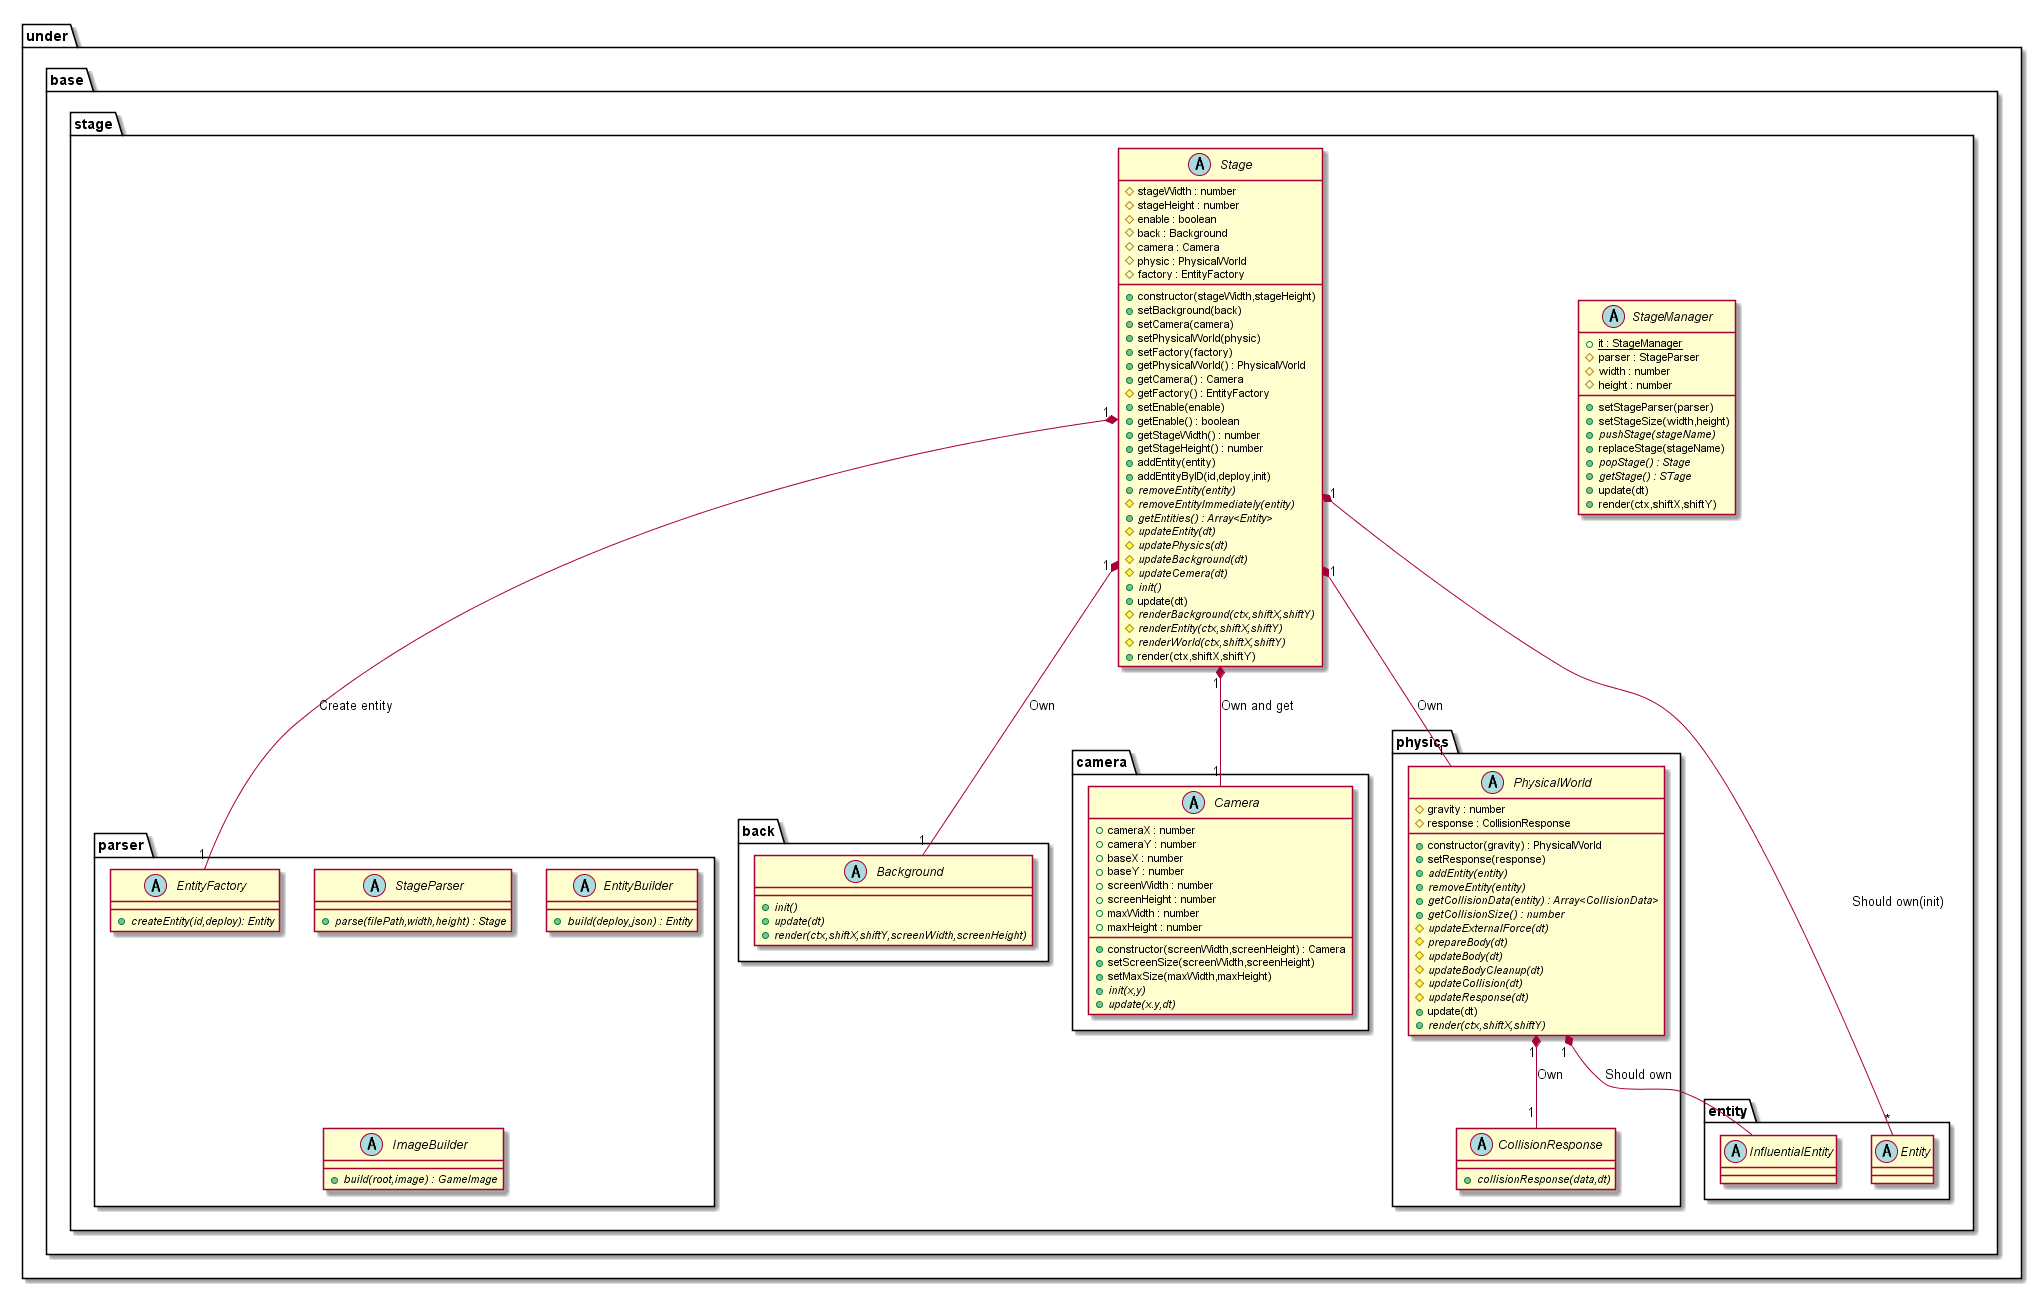 under
base
stage
A Stage
stageWidth : number
stageHeight : number
enable : boolean
back : Background
camera : Camera
physic : PhysicalWorld
factory : EntityFactory
constructor(stageWidth,stageHeight)
setBackground(back)
setCamera(camera)
setPhysicalWorld(physic)
setFactory(factory)
getPhysicalWorld() : PhysicalWorld
getCamera() : Camera
getFactory() : EntityFactory
setEnable(enable)
getEnable() : boolean
getStageWidth() : number
getStageHeight() : number
addEntity(entity)
addEntityByID(id,deploy,init)
removeEntity(entity)
removeEntityImmediately(entity)
getEntities() : Array<Entity>
updateEntity(dt)
updatePhysics(dt)
updateBackground(dt)
updateCemera(dt)
init()
update(dt)
renderBackground(ctx,shiftX,shiftY)
renderEntity(ctx,shiftX,shiftY)
renderWorld(ctx,shiftX,shiftY)
render(ctx,shiftX,shiftY)
A StageManager
it : StageManager
parser : StageParser
width : number
height : number
setStageParser(parser)
setStageSize(width,height)
pushStage(stageName)
replaceStage(stageName)
popStage() : Stage
getStage() : STage
update(dt)
render(ctx,shiftX,shiftY)
1
1
1
1
1
Create entity
Own
Own and get
Own
Should own(init)
1
1
1
1
*
parser
A EntityFactory
createEntity(id,deploy): Entity
A StageParser
parse(filePath,width,height) : Stage
A EntityBuilder
build(deploy,json) : Entity
A ImageBuilder
build(root,image) : GameImage
back
A Background
init()
update(dt)
render(ctx,shiftX,shiftY,screenWidth,screenHeight)
camera
A Camera
cameraX : number
cameraY : number
baseX : number
baseY : number
screenWidth : number
screenHeight : number
maxWidth : number
maxHeight : number
constructor(screenWidth,screenHeight) : Camera
setScreenSize(screenWidth,screenHeight)
setMaxSize(maxWidth,maxHeight)
init(x,y)
update(x.y,dt)
physics
A PhysicalWorld
gravity : number
response : CollisionResponse
constructor(gravity) : PhysicalWorld
setResponse(response)
addEntity(entity)
removeEntity(entity)
getCollisionData(entity) : Array<CollisionData>
getCollisionSize() : number
updateExternalForce(dt)
prepareBody(dt)
updateBody(dt)
updateBodyCleanup(dt)
updateCollision(dt)
updateResponse(dt)
update(dt)
render(ctx,shiftX,shiftY)
1
1
Own
Should own
1
A CollisionResponse
collisionResponse(data,dt)
entity
A InfluentialEntity
A Entity